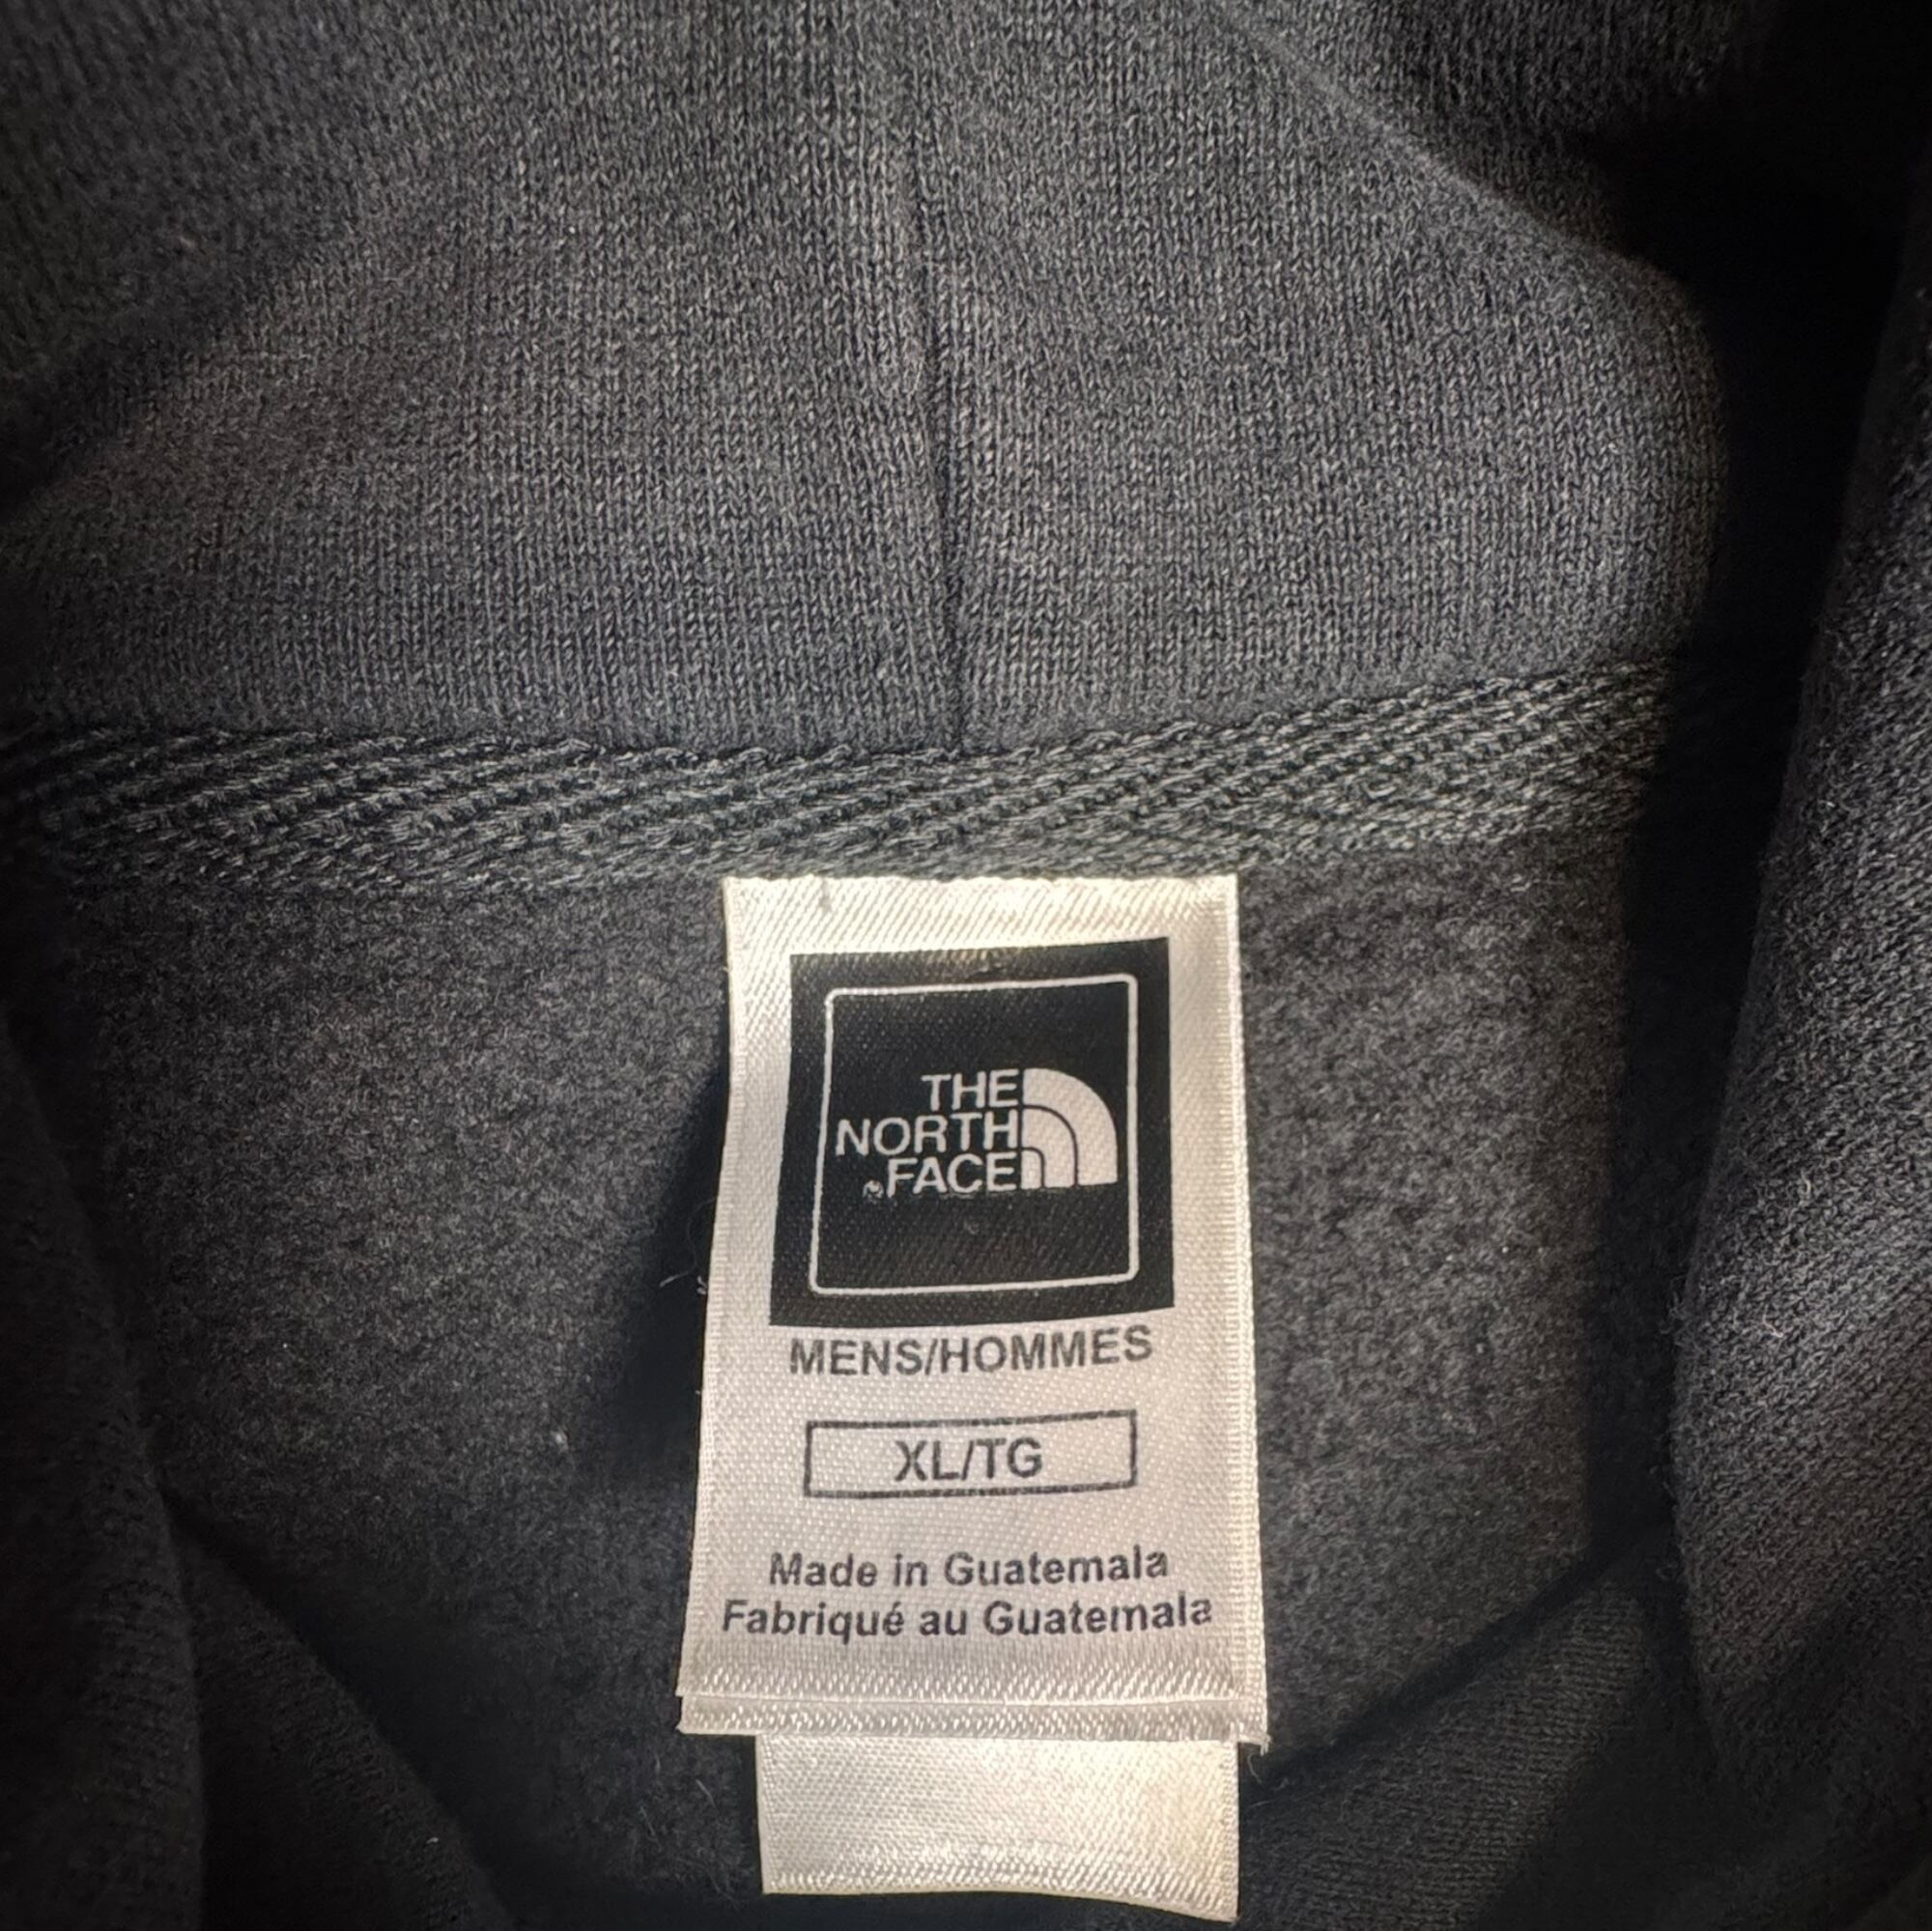 THE
NORTH
FACE
MENS/HOMMES
XL/TG
Made in Guatemala
Fabriqué au Guatemala